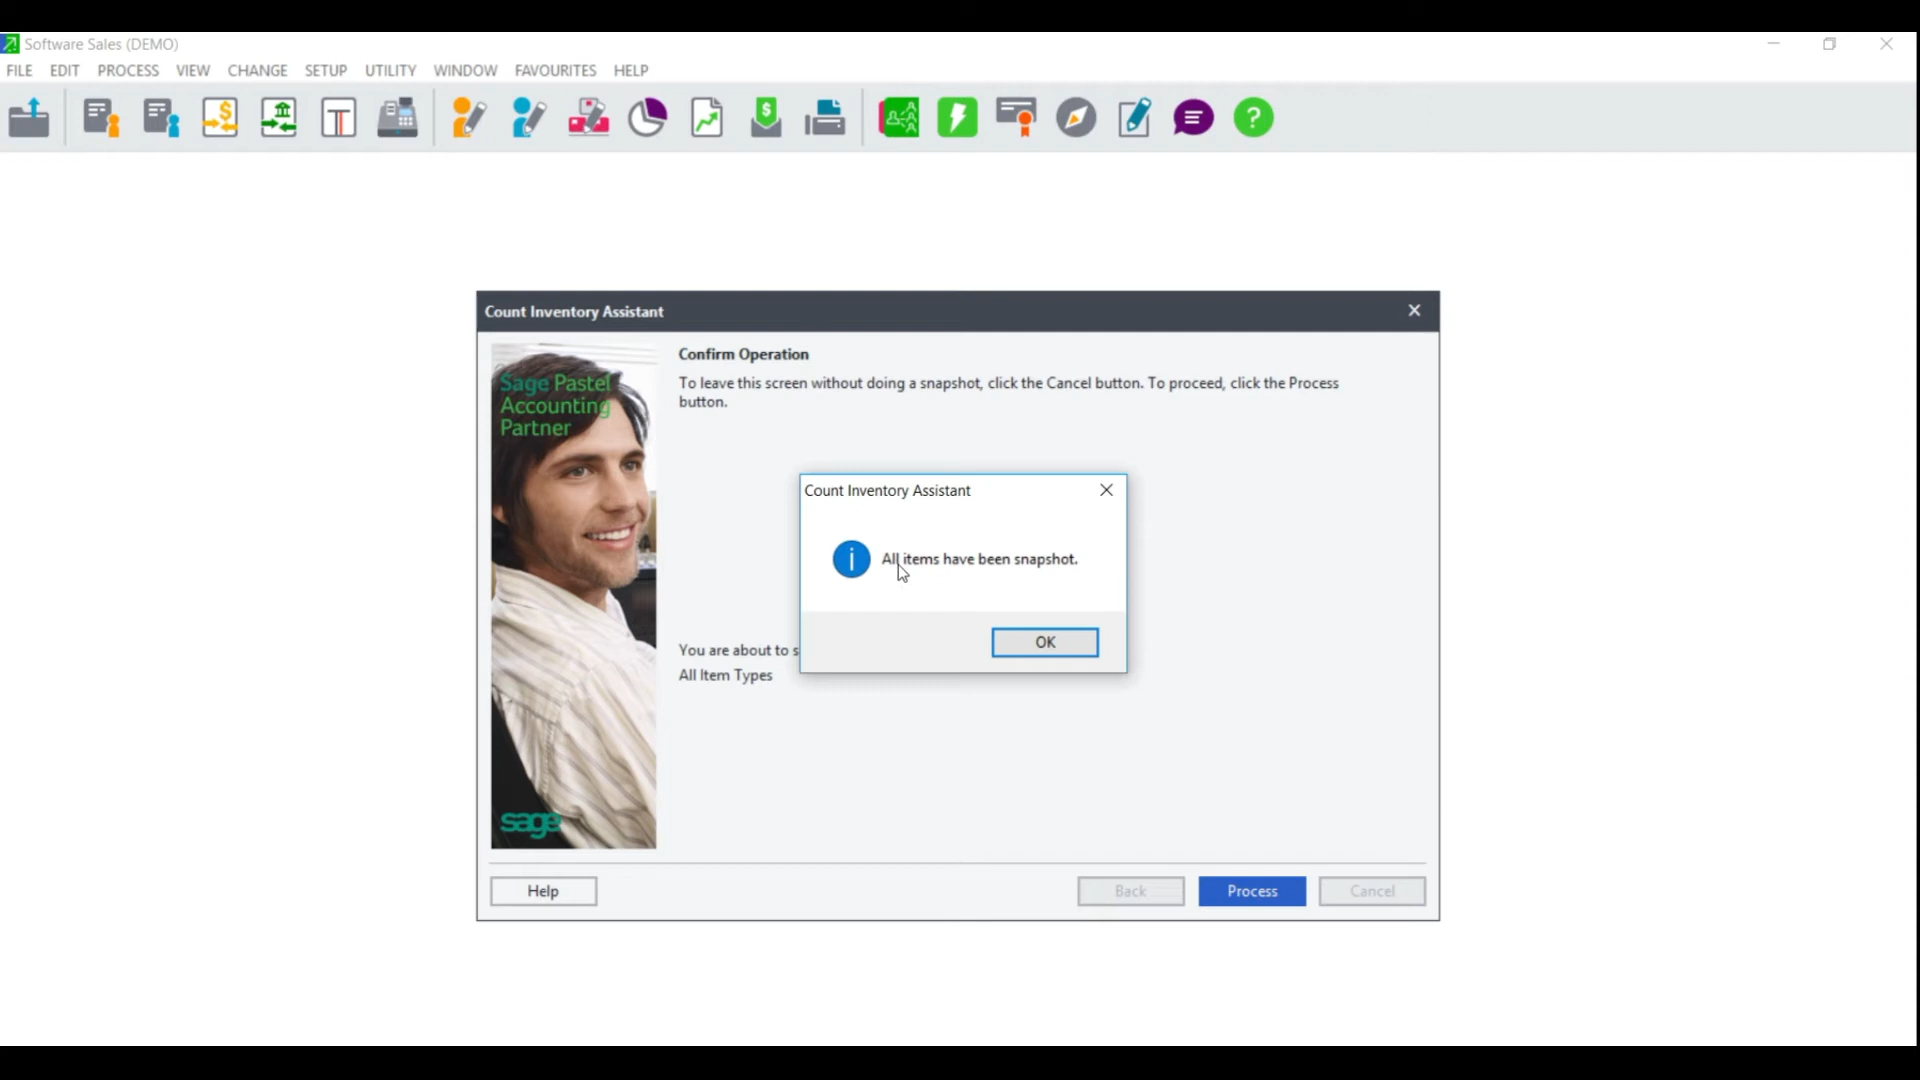 Software Sales (DEMO)
FILE EDIT PROCESS VIEW CHANGE SETUP UTILITY WINDOW FAVOURITES HELP
Count Inventory Assistant
Sage Pastel
Accounting
Partner
sage
Confirm Operation
To leave this screen without doing a snapshot, click the Cancel button. To proceed, click the Process
button.
Count Inventory Assistant
All items have been snapshot.
OK
You are about to s
All Item Types
Help
Back
Process
Cancel